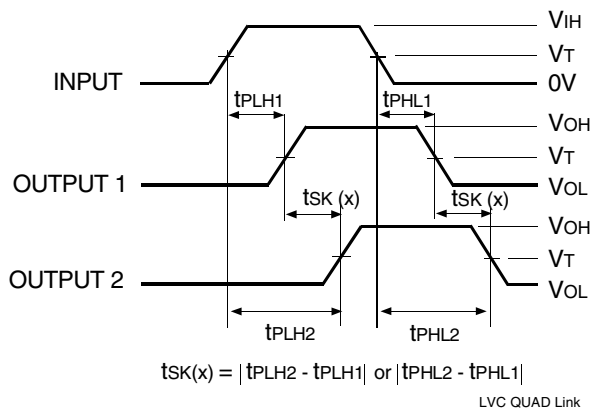 VIH
VT
0V
INPUT
tPLH1
tPHL1
VOH
VT
VOL
OUTPUT 1
tSK (x)
tSK (x)
VOH
VT
VOL
OUTPUT 2
tPLH2
tPHL2
tSK(x) = |tPLH2 - tPLH1| or |tPHL2 - tPHL1|
LVC QUAD Link